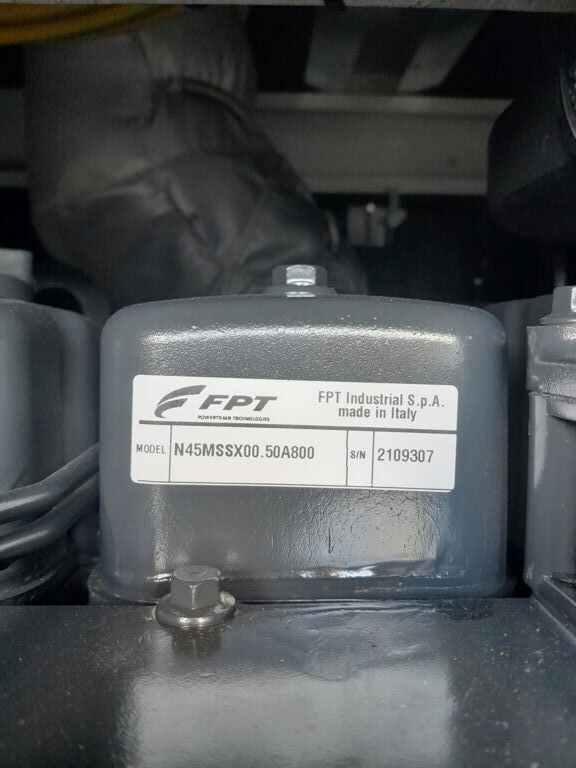 FPT
POWERTRAIN TECHNOLOGIES
FPT Industrial S.p.A.
made in Italy
MODEL N45MSSX00.50A800 S/N 2109307